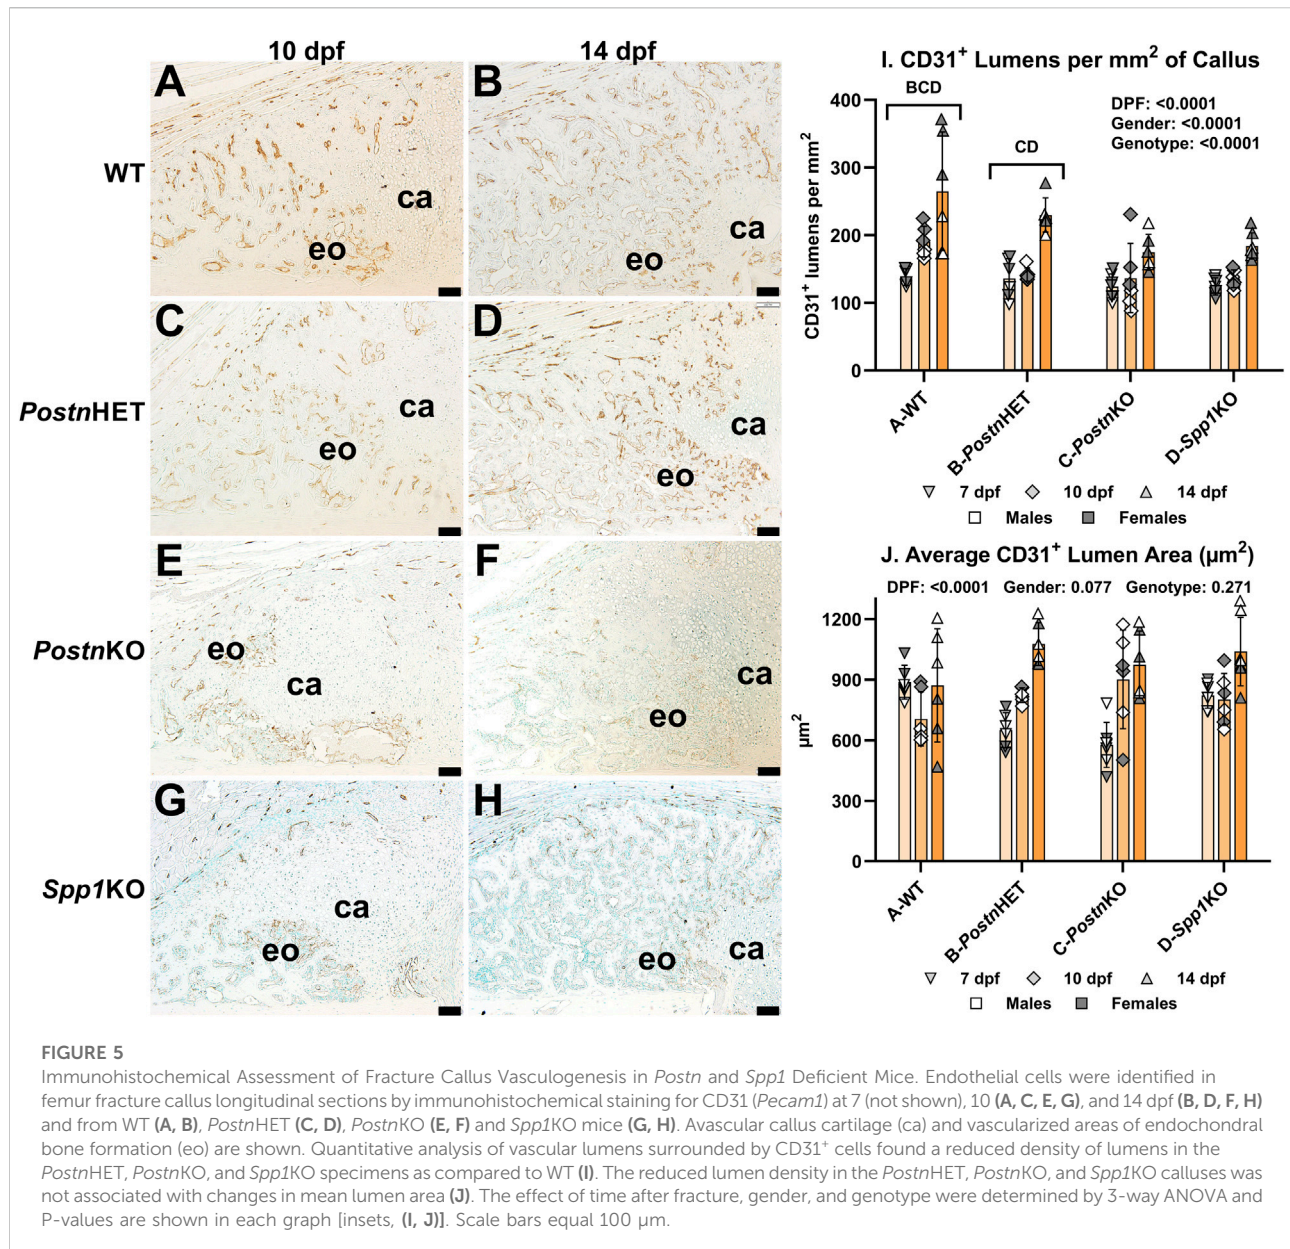 10 dpf 14 dpf
A B
WT
ca ca
eo eo
C D
PostnHET
ca ca
eo eo
E F
PostnKO
eo
ca ca
eo
G H
Spp1KO
ca
eo eo ca
I. CD31⁺ Lumens per mm² of Callus
BCD
CD
DPF: <0.0001
Gender: <0.0001
Genotype: <0.0001
CD31⁺ lumens per mm²
400
300
200
100
0
A-WT B-PostnHET C-PostnKO D-Spp1KO
7 dpf 10 dpf 14 dpf
Males Females
J. Average CD31⁺ Lumen Area (µm²)
DPF: <0.0001 Gender: 0.077 Genotype: 0.271
µm²
1200
900
600
300
0
A-WT B-PostnHET C-PostnKO D-Spp1KO
7 dpf 10 dpf 14 dpf
Males Females
FIGURE 5
Immunohistochemical Assessment of Fracture Callus Vasculogenesis in Postn and Spp1 Deficient Mice. Endothelial cells were identified in
femur fracture callus longitudinal sections by immunohistochemical staining for CD31 (Pecam1) at 7 (not shown), 10 (A, C, E, G), and 14 dpf (B, D, F, H)
and from WT (A, B), PostnHET (C, D), PostnKO (E, F) and Spp1KO mice (G, H). Avascular callus cartilage (ca) and vascularized areas of endochondral
bone formation (eo) are shown. Quantitative analysis of vascular lumens surrounded by CD31⁺ cells found a reduced density of lumens in the
PostnHET, PostnKO, and Spp1KO specimens as compared to WT (I). The reduced lumen density in the PostnHET, PostnKO, and Spp1KO calluses was
not associated with changes in mean lumen area (J). The effect of time after fracture, gender, and genotype were determined by 3-way ANOVA and
P-values are shown in each graph [insets, (I, J)]. Scale bars equal 100 µm.